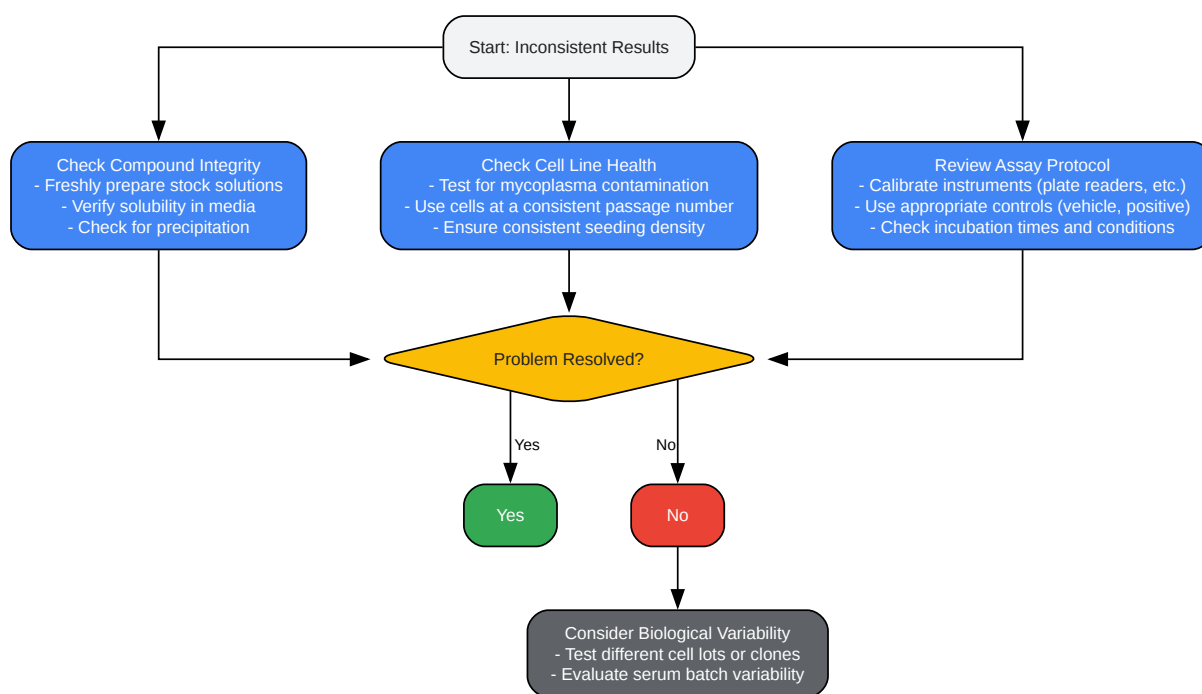 Start: Inconsistent Results
Check Compound Integrity
- Freshly prepare stock solutions
- Verify solubility in media
- Check for precipitation
Check Cell Line Health
- Test for mycoplasma contamination
- Use cells at a consistent passage number
- Ensure consistent seeding density
Review Assay Protocol
- Calibrate instruments (plate readers, etc.)
- Use appropriate controls (vehicle, positive)
- Check incubation times and conditions
Problem Resolved?
Yes
No
Yes
No
Consider Biological Variability
- Test different cell lots or clones
- Evaluate serum batch variability